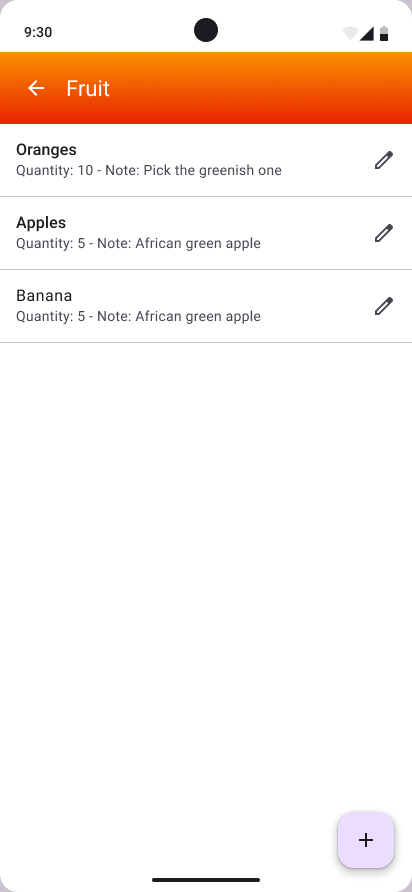 9:30
Fruit
Oranges
Quantity: 10 - Note: Pick the greenish one
Apples
Quantity: 5 - Note: African green apple
Banana
Quantity: 5 - Note: African green apple